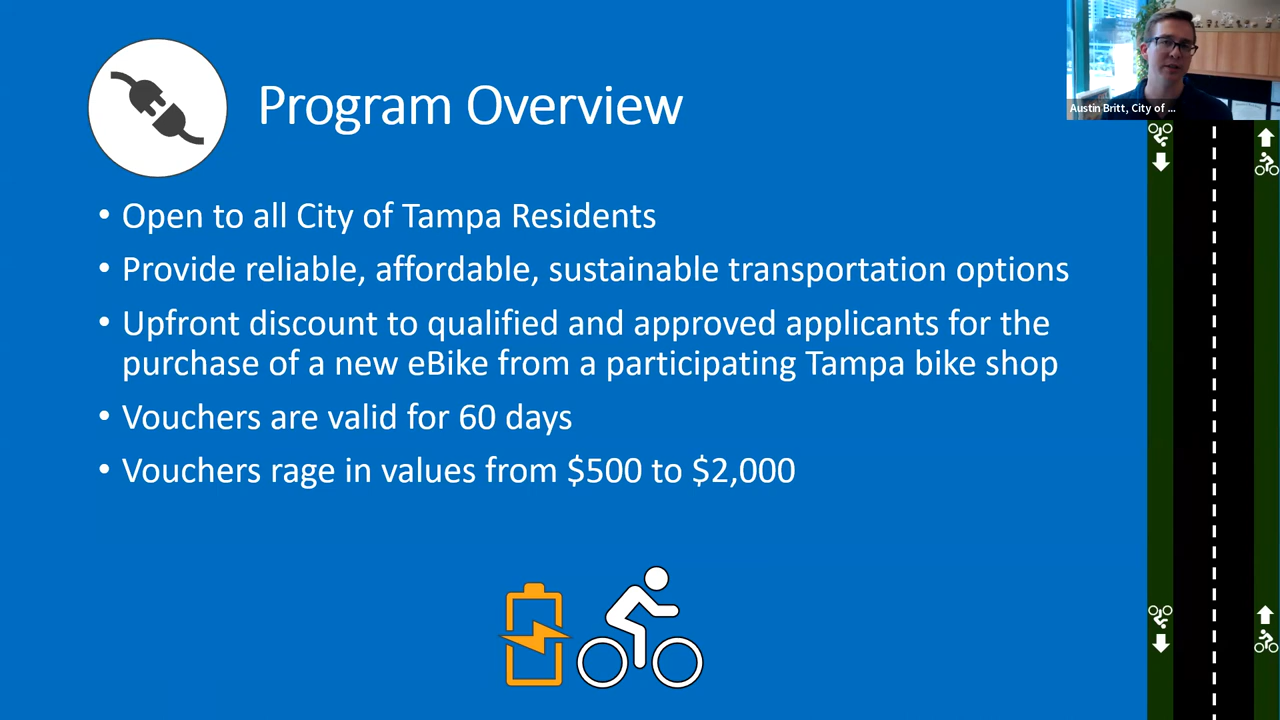 Program Overview
Austin Britt, City of ...
• Open to all City of Tampa Residents
• Provide reliable, affordable, sustainable transportation options
• Upfront discount to qualified and approved applicants for the
purchase of a new eBike from a participating Tampa bike shop
• Vouchers are valid for 60 days
• Vouchers rage in values from $500 to $2,000